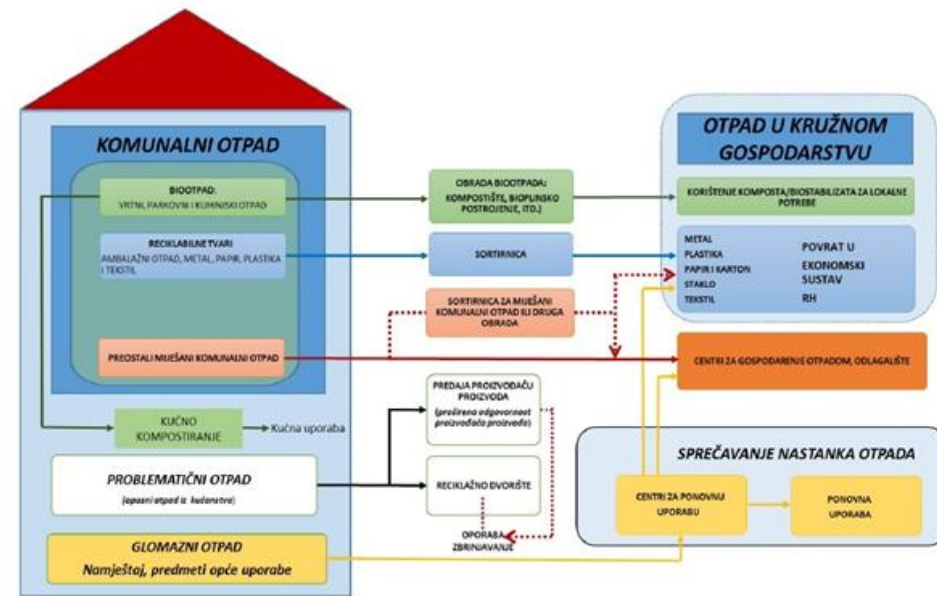 KOMUNALNI OTPAD
BIOOTPAD:
VRTNI, PARKOVNI I KUHINJSKI OTPAD
RECIKLABILNE TVARI
AMBALAŽNI OTPAD, METAL, PAPIR, PLASTIKA
I TEKSTIL
PREOSTALI MIJEŠANI KOMUNALNI OTPAD
KUĆNO
KOMPOSTIRANJE
Kućna uporaba
PROBLEMATIČNI OTPAD
(opasni otpad iz kućanstva)
GLOMAZNI OTPAD
Namještaj, predmeti opće uporabe
OBRADA BIOOTPADA:
KOMPOSTIŠTE, BIOPLINSKO
POSTROJENJE, ITD.)
SORTIRNICA
SORTIRNICA ZA MIJEŠANI
KOMUNALNI OTPAD ILI DRUGA
OBRADA
PREDAJA PROIZVOĐAČU
PROIZVODA
(proširena odgovornost
proizvođača proizvoda)
RECIKLAŽNO DVORIŠTE
OPORABA
ZBRINJAVANJE
OTPAD U KRUŽNOM
GOSPODARSTVU
KORIŠTENJE KOMPOSTA/BIOSTABILIZATA ZA LOKALNE
POTREBE
METAL
PLASTIKA
PAPIR I KARTON
STAKLO
TEKSTIL
POVRAT U
EKONOMSKI
SUSTAV
RH
CENTRI ZA GOSPODARENJE OTPADOM, ODLAGALIŠTE
SPREČAVANJE NASTANKA OTPADA
CENTRI ZA PONOVNU
UPORABU
PONOVNA
UPORABA